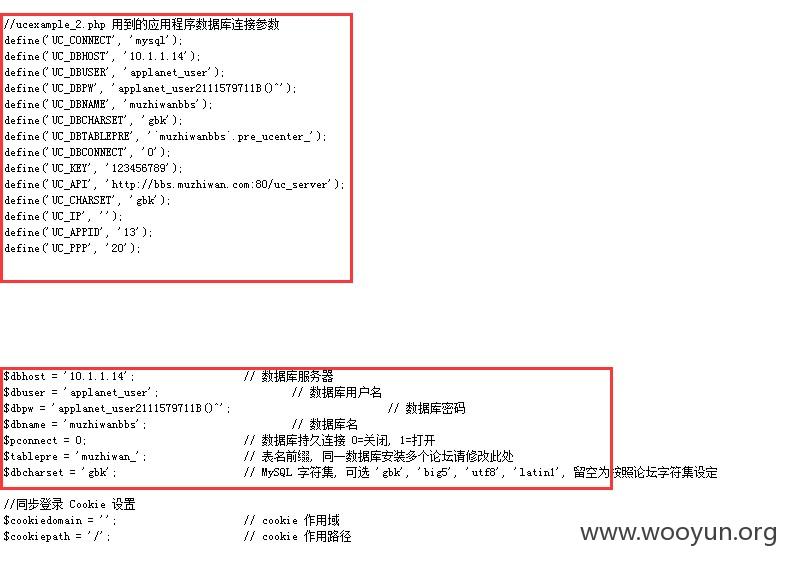 //ucexample_2.php 用到的应用程序数据库连接参数
define('UC_CONNECT', 'mysql');
define('UC_DBHOST', '10.1.1.14');
define('UC_DBUSER', 'applanet_user');
define('UC_DBPW', 'applanet_user2111579711B()^');
define('UC_DBNAME', 'muzhiwanbbs');
define('UC_DBCHARSET', 'gbk');
define('UC_DBTABLEPRE', '`muzhiwanbbs`.pre_ucenter_');
define('UC_DBCONNECT', '0');
define('UC_KEY', '123456789');
define('UC_API', 'http://bbs.muzhiwan.com:80/uc_server');
define('UC_CHARSET', 'gbk');
define('UC_IP', '');
define('UC_APPID', '13');
define('UC_PPP', '20');
$dbhost = '10.1.1.14'; // 数据库服务器
$dbuser = 'applanet_user'; // 数据库用户名
$dbpw = 'applanet_user2111579711B()^'; // 数据库密码
$dbname = 'muzhiwanbbs'; // 数据库名
$pconnect = 0; // 数据库持久连接 0=关闭, 1=打开
$tablepre = 'muzhiwan_'; // 表名前缀, 同一数据库安装多个论坛请修改此处
$dbcharset = 'gbk'; // MySQL 字符集, 可选 'gbk', 'big5', 'utf8', 'latin1', 留空为按照论坛字符集设定
//同步登录 Cookie 设置
$cookiedomain = ''; // cookie 作用域
$cookiepath = '/'; // cookie 作用路径
www.wooyun.org